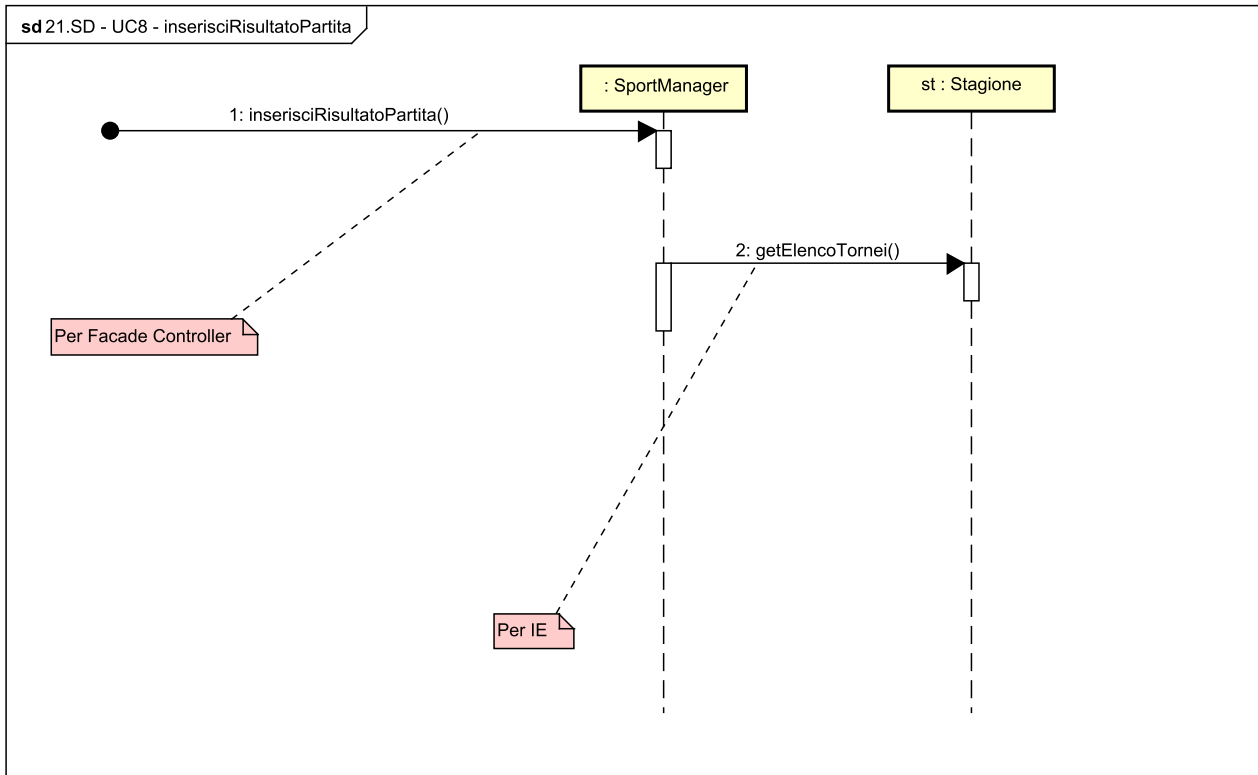 sd 21.SD - UC8 - inserisciRisultatoPartita
: SportManager
st : Stagione
1: inserisciRisultatoPartita()
2: getElencoTornei()
Per Facade Controller
Per IE